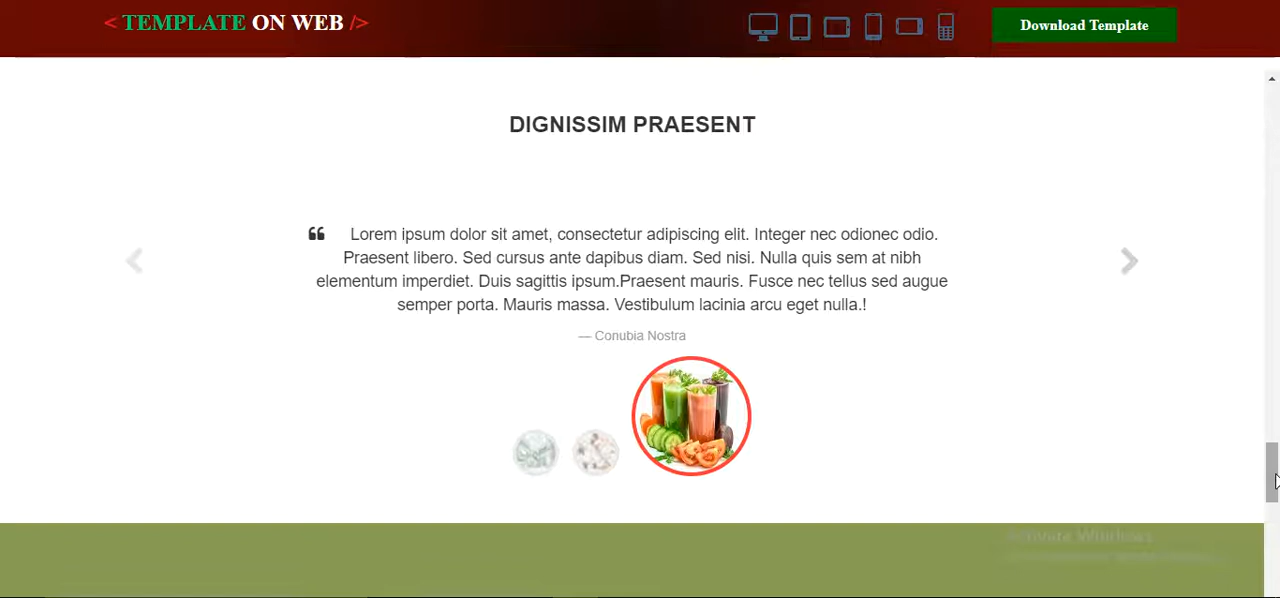 < TEMPLATE ON WEB />
Download Template
DIGNISSIM PRAESENT
Lorem ipsum dolor sit amet, consectetur adipiscing elit. Integer nec odionec odio.
Praesent libero. Sed cursus ante dapibus diam. Sed nisi. Nulla quis sem at nibh
elementum imperdiet. Duis sagittis ipsum.Praesent mauris. Fusce nec tellus sed augue
semper porta. Mauris massa. Vestibulum lacinia arcu eget nulla.!
— Conubia Nostra
Activate Windows